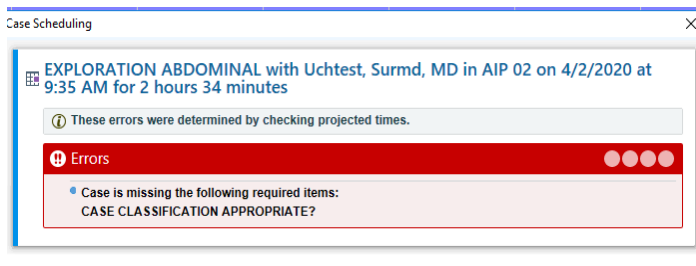 Case Scheduling
EXPLORATION ABDOMINAL with Uchtest, Surmd, MD in AIP 02 on 4/2/2020 at
9:35 AM for 2 hours 34 minutes
These errors were determined by checking projected times.
Errors
Case is missing the following required items:
CASE CLASSIFICATION APPROPRIATE?